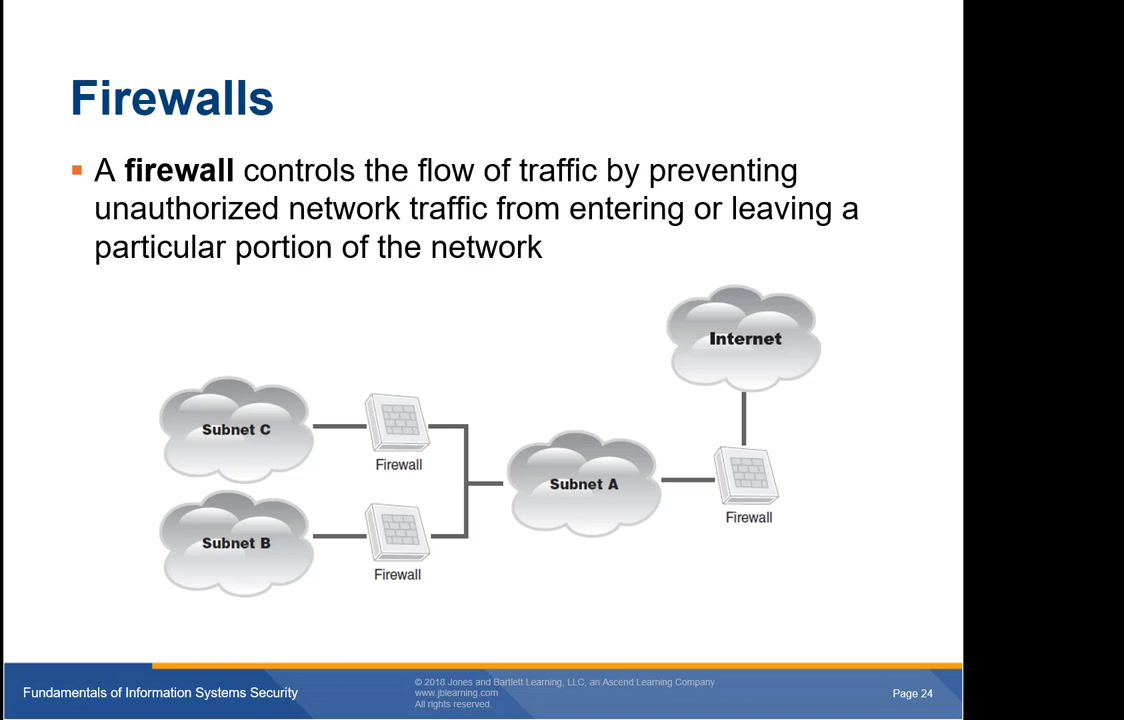 Firewalls
▪ A firewall controls the flow of traffic by preventing
unauthorized network traffic from entering or leaving a
particular portion of the network
Internet
Subnet C
Firewall
Subnet A
Firewall
Subnet B
Firewall
Fundamentals of Information Systems Security
© 2018 Jones and Bartlett Learning, LLC, an Ascend Learning Company
www.jblearning.com
All rights reserved.
Page 24